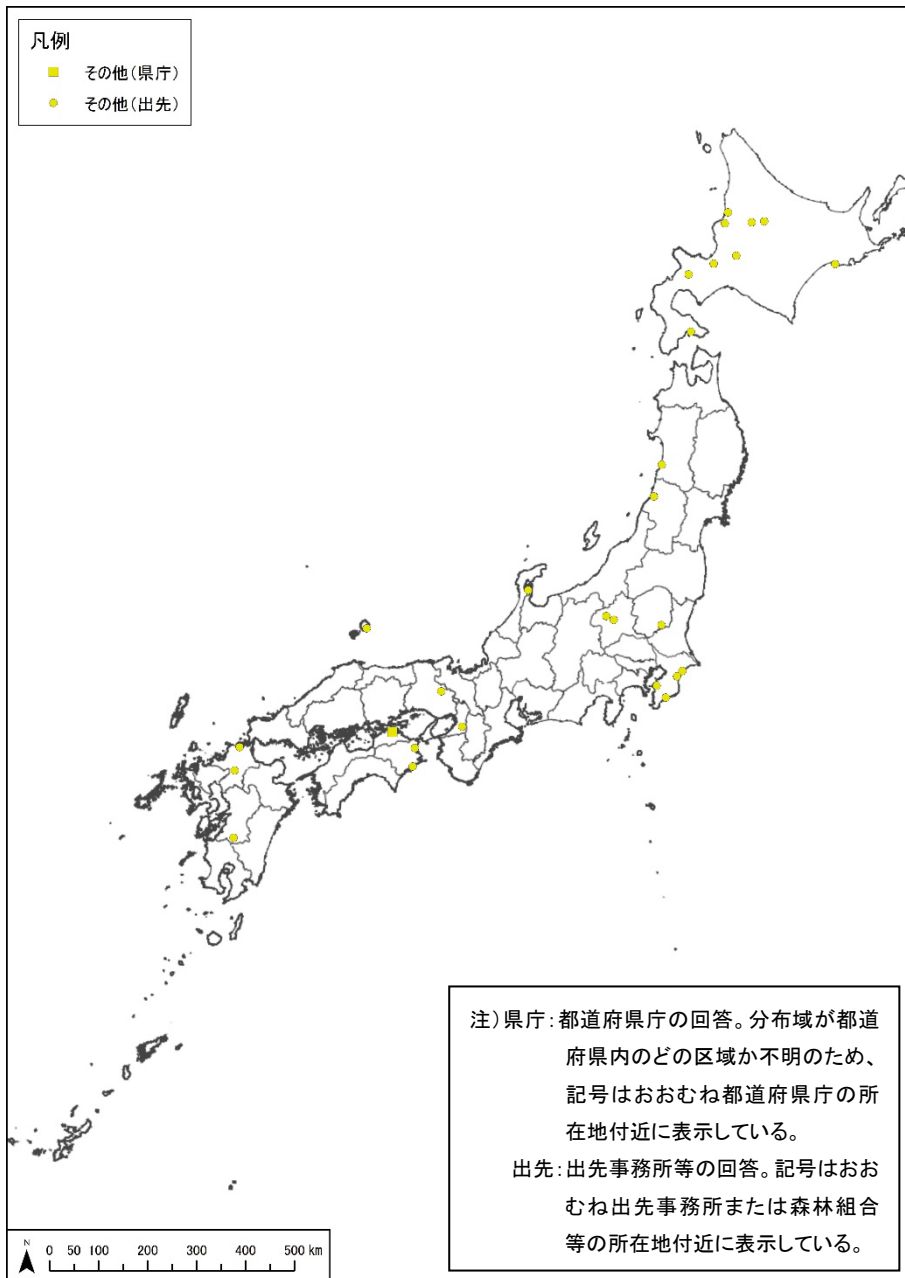 凡例
その他(県庁)
その他(出先)
注)県庁:都道府県庁の回答。分布域が都道
府県内のどの区域か不明のため、
記号はおおむね都道府県庁の所
在地付近に表示している。
出先:出先事務所等の回答。記号はおお
むね出先事務所または森林組合
等の所在地付近に表示している。
N
0 50 100 200 300 400 500 km